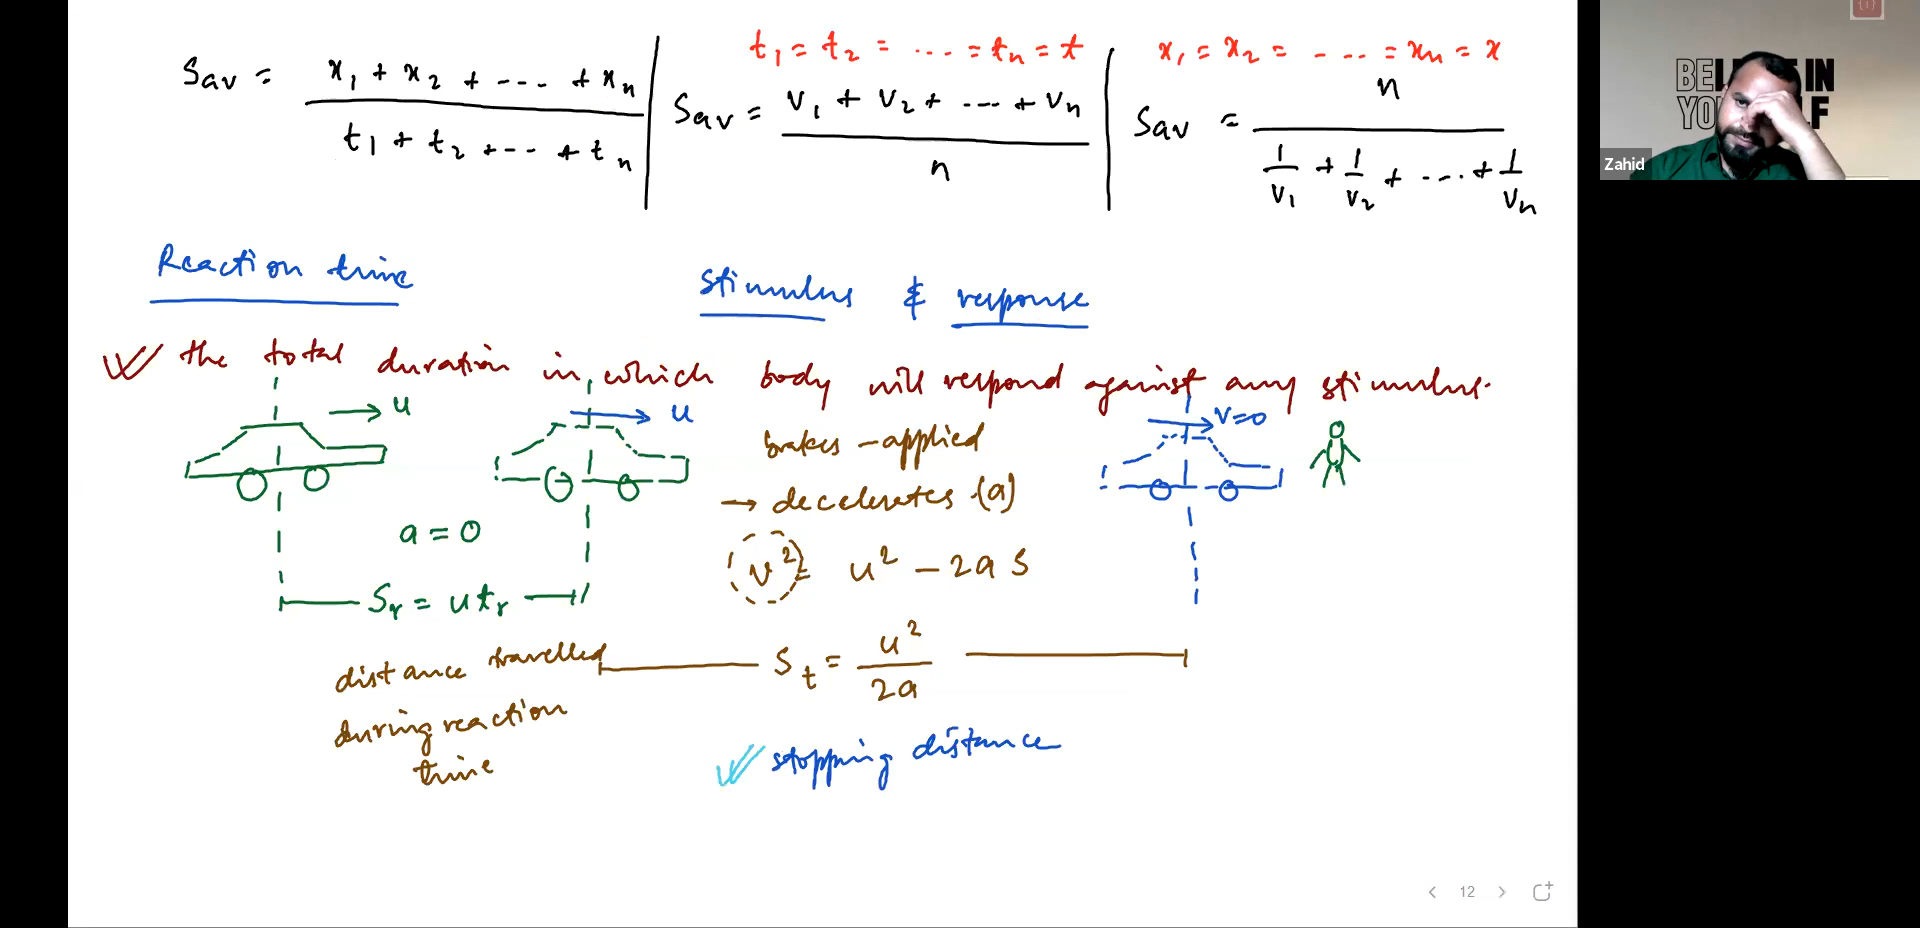 Sav = x₁ + x₂ + ---- + xₙ / t₁ + t₂ + --- + tₙ
t₁ = t₂ = ---- = tₙ = t
Sav = v₁ + v₂ + ---- + vₙ / n
x₁ = x₂ = ---- = xₙ = x
Sav = n / 1/v₁ + 1/v₂ + ---- + 1/vₙ
Reaction time
stimulus & response
the total duration in which body will respond against any stimulus.
u
u
v=0
brakes - applied
→ decelerates (a)
a = 0
v² = u² - 2as
Sᵣ = utᵣ
distance travelled
during reaction
time
Sₜ = u² / 2a
stopping distance
12
Zahid
BE IN
YO LF